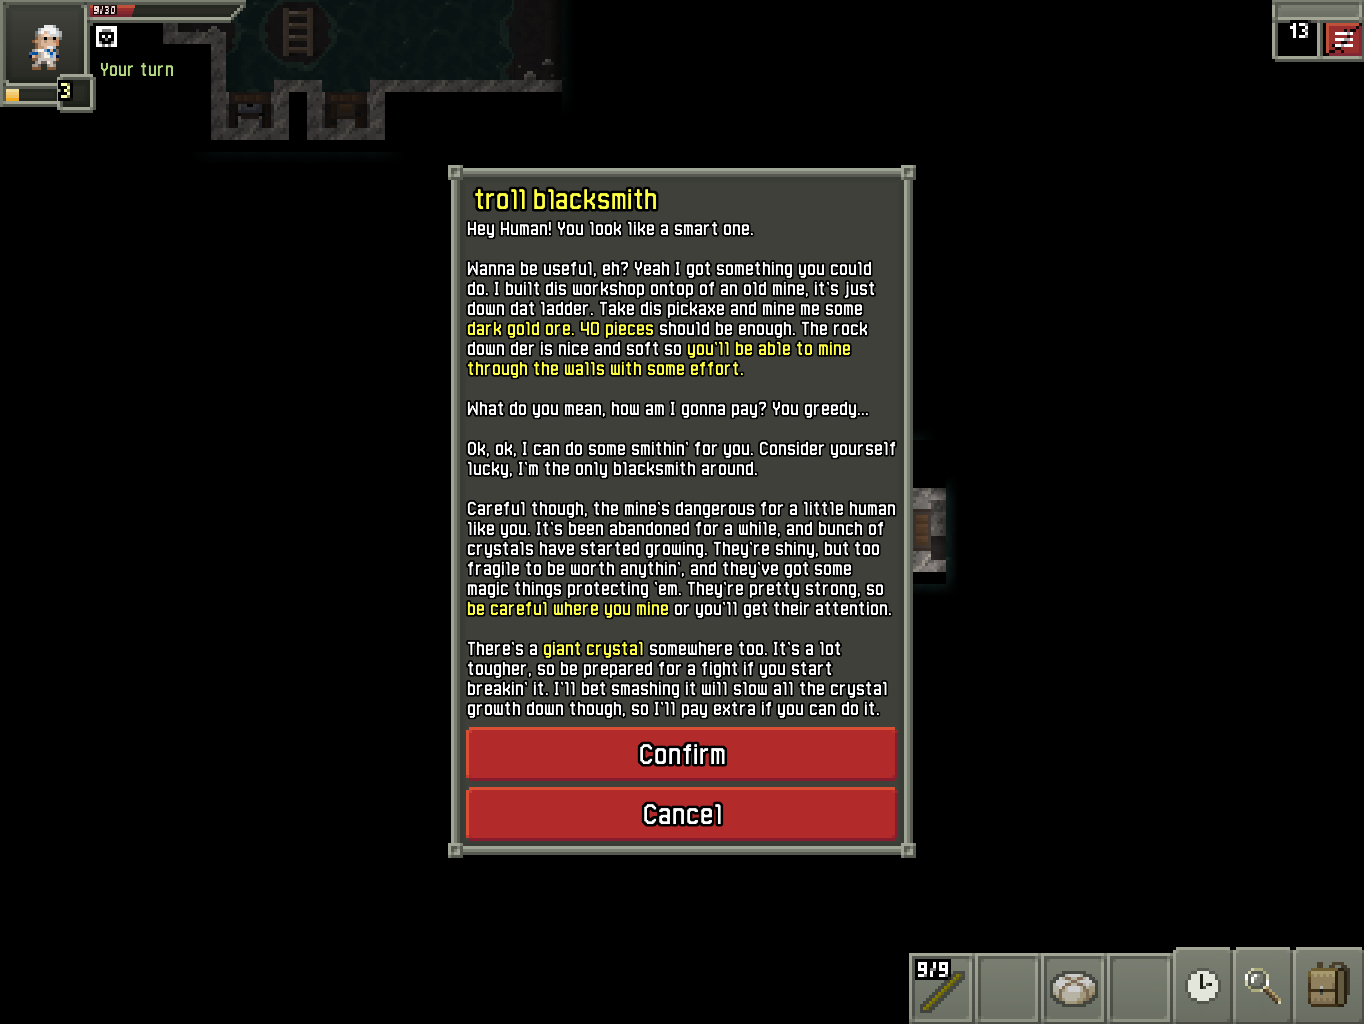 9/30
Your turn
3
13
troll blacksmith
Hey Human! You look like a smart one.
Wanna be useful, eh? Yeah I got something you could
do. I built dis workshop ontop of an old mine, it's just
down dat ladder. Take dis pickaxe and mine me some
dark gold ore. 40 pieces should be enough. The rock
down der is nice and soft so you'll be able to mine
through the walls with some effort.
What do you mean, how am I gonna pay? You greedy...
Ok, ok, I can do some smithin' for you. Consider yourself
lucky, I'm the only blacksmith around.
Careful though, the mine's dangerous for a little human
like you. It's been abandoned for a while, and bunch of
crystals have started growing. They're shiny, but too
fragile to be worth anythin', and they've got some
magic things protecting 'em. They're pretty strong, so
be careful where you mine or you'll get their attention.
There's a giant crystal somewhere too. It's a lot
tougher, so be prepared for a fight if you start
breakin' it. I'll bet smashing it will slow all the crystal
growth down though, so I'll pay extra if you can do it.
Confirm
Cancel
9/9